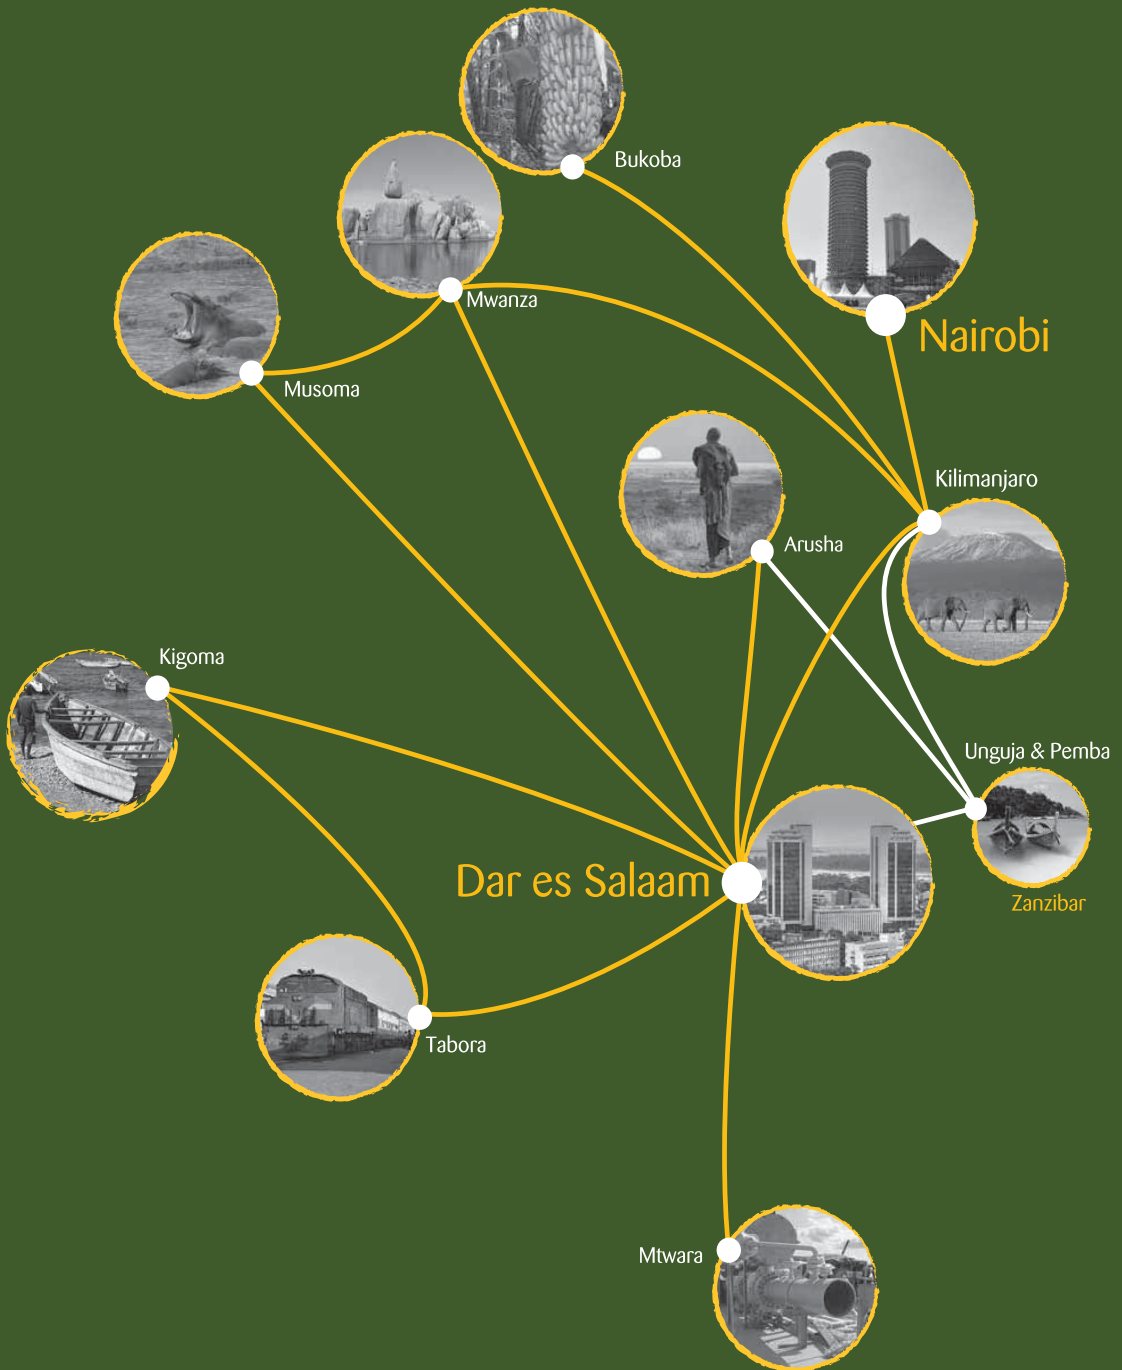 Bukoba
Mwanza
Nairobi
Musoma
Kilimanjaro
Arusha
Kigoma
Unguja & Pemba
Dar es Salaam
Zanzibar
Tabora
Mtwara